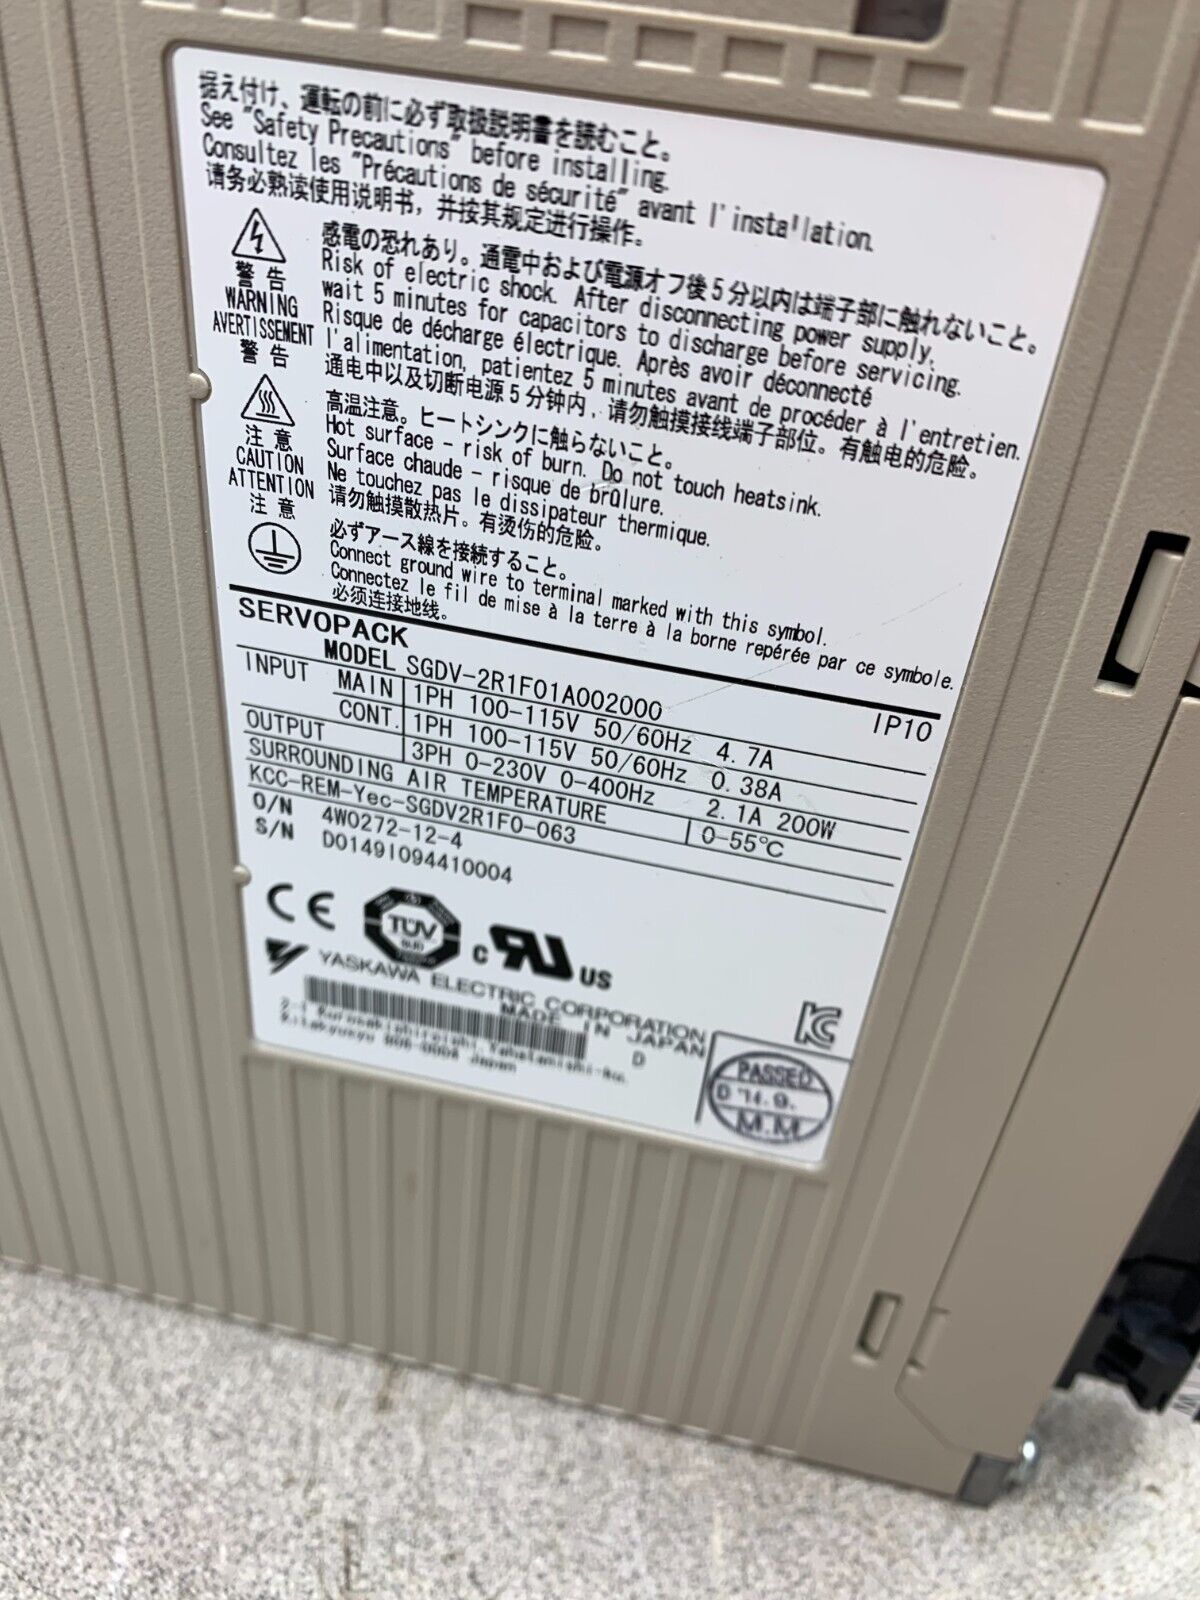 据え付け、運転の前に必ず取扱説明書を読むこと。
See "Safety Precautions" before installing.
Consultez les "Précautions de sécurité" avant l'installation.
请务必熟读使用说明书，并按其规定进行操作。
警告
WARNING
AVERTISSEMENT
警告
感電の恐れあり。通電中および電源オフ後5分以内は端子部に触れないこと。
Risk of electric shock. After disconnecting power supply,
wait 5 minutes for capacitors to discharge before servicing.
Risque de décharge électrique. Après avoir déconnecté
l'alimentation, patientez 5 minutes avant de procéder à l'entretien.
通电中以及切断电源5分钟内，请勿触摸接线端子部位。有触电的危险。
注意
CAUTION
ATTENTION
注意
高温注意。ヒートシンクに触らないこと。
Hot surface - risk of burn. Do not touch heatsink.
Surface chaude - risque de brûlure.
Ne touchez pas le dissipateur thermique.
请勿触摸散热片。有烫伤的危险。
必ずアース線を接続すること。
Connect ground wire to terminal marked with this symbol.
Connectez le fil de mise à la terre à la borne repérée par ce symbole.
必须连接地线。
SERVOPACK
MODEL SGDV-2R1F01A002000 IP10
INPUT MAIN 1PH 100-115V 50/60Hz 4.7A
CONT. 1PH 100-115V 50/60Hz 0.38A
OUTPUT 3PH 0-230V 0-400Hz 2.1A 200W
SURROUNDING AIR TEMPERATURE 0-55°C
KCC-REM-Yec-SGDV2R1F0-063
O/N 4W0272-12-4
S/N D0149I094410004
CE TÜV SÜD c RU US
YASKAWA ELECTRIC CORPORATION
MADE IN JAPAN
D
2-1 Kurosakishiroishi, Yahatanishi-ku,
Kitakyusyu 806-0004 Japan
KC
PASSED
D '14.9.
M.M